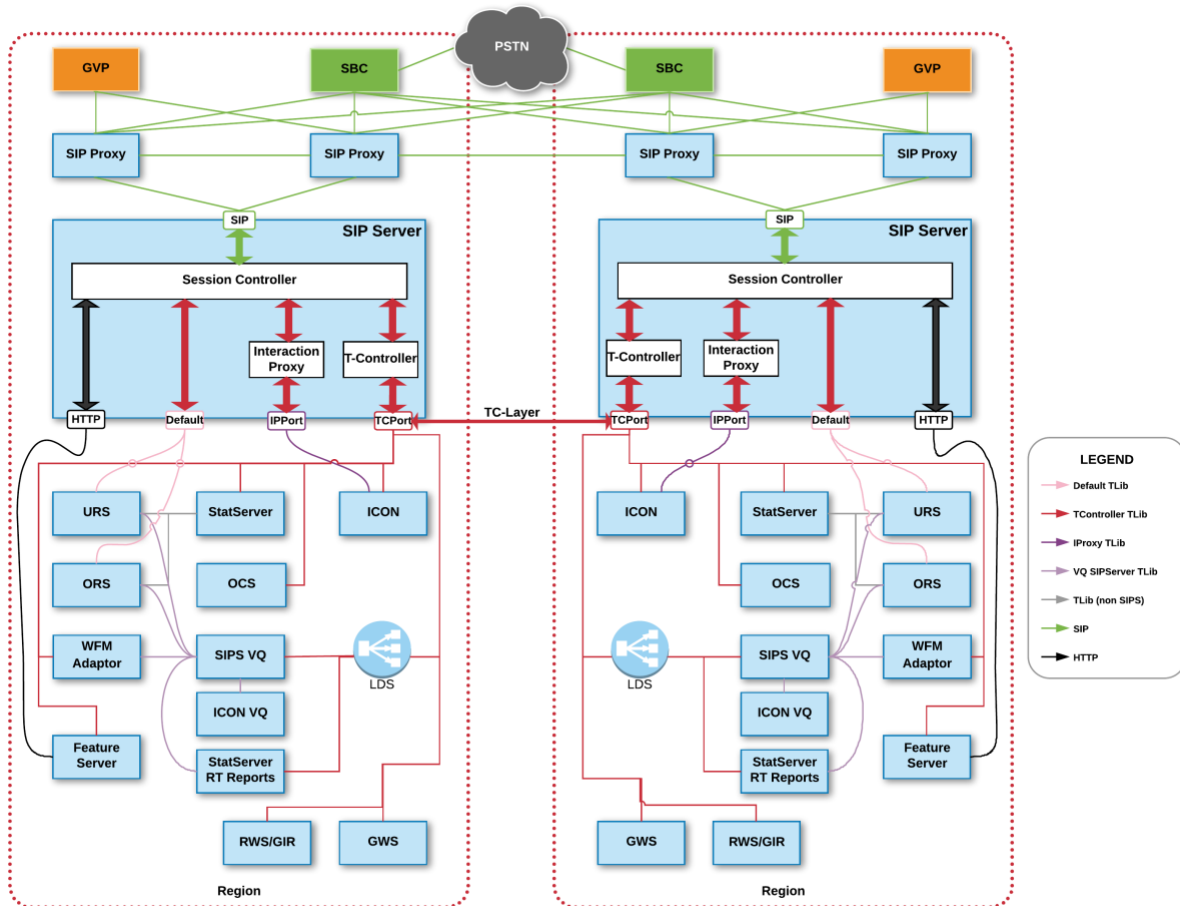 PSTN
GVP
SBC
SBC
GVP
SIP Proxy
SIP Proxy
SIP Proxy
SIP Proxy
SIP
SIP Server
Session Controller
Interaction
Proxy
T-Controller
HTTP
Default
IPPort
TCPort
TC-Layer
SIP
SIP Server
Session Controller
T-Controller
Interaction
Proxy
TCPort
IPPort
Default
HTTP
URS
StatServer
ICON
ORS
OCS
WFM
Adaptor
SIPS VQ
LDS
ICON VQ
Feature
Server
StatServer
RT Reports
RWS/GIR
GWS
Region
ICON
StatServer
URS
OCS
ORS
LDS
SIPS VQ
WFM
Adaptor
ICON VQ
StatServer
RT Reports
Feature
Server
GWS
RWS/GIR
Region
LEGEND
Default TLib
TController TLib
IProxy TLib
VQ SIPServer TLib
TLib (non SIPS)
SIP
HTTP